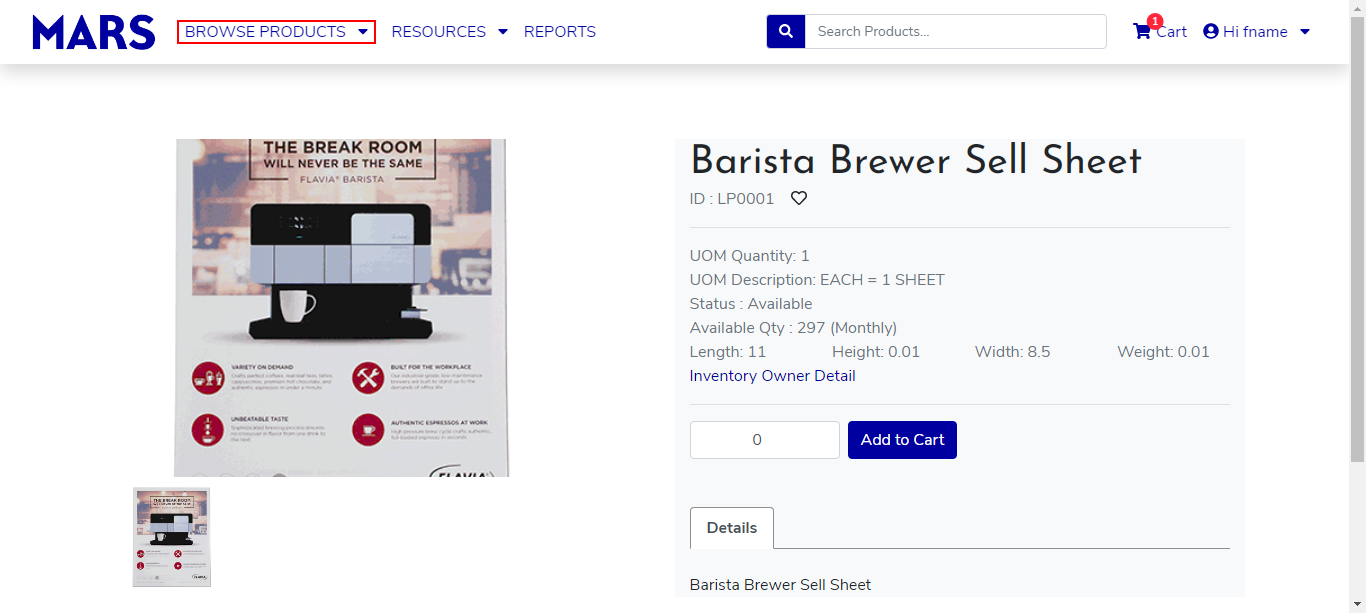 MARS BROWSE PRODUCTS RESOURCES REPORTS Search Products... 1 Cart Hi fname
THE BREAK ROOM
WILL NEVER BE THE SAME
FLAVIA® BARISTA
VARIETY ON DEMAND
BUILT FOR THE WORKPLACE
UNBEATABLE TASTE
AUTHENTIC ESPRESSOS AT WORK
FLAVIA®
Barista Brewer Sell Sheet
ID : LP0001
UOM Quantity: 1
UOM Description: EACH = 1 SHEET
Status : Available
Available Qty : 297 (Monthly)
Length: 11 Height: 0.01 Width: 8.5 Weight: 0.01
Inventory Owner Detail
0 Add to Cart
Details
Barista Brewer Sell Sheet